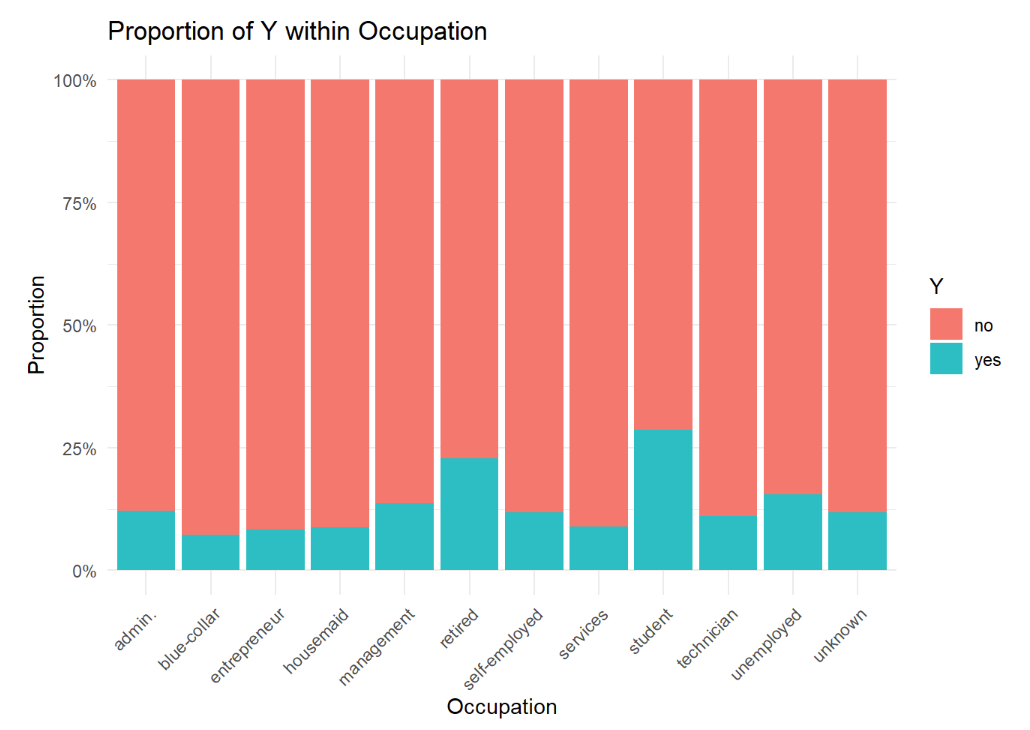 Proportion of Y within Occupation
Proportion
100%
75%
50%
25%
0%
admin.
blue-collar
entrepreneur
housemaid
management
retired
self-employed
services
student
technician
unemployed
unknown
Occupation
Y
no
yes